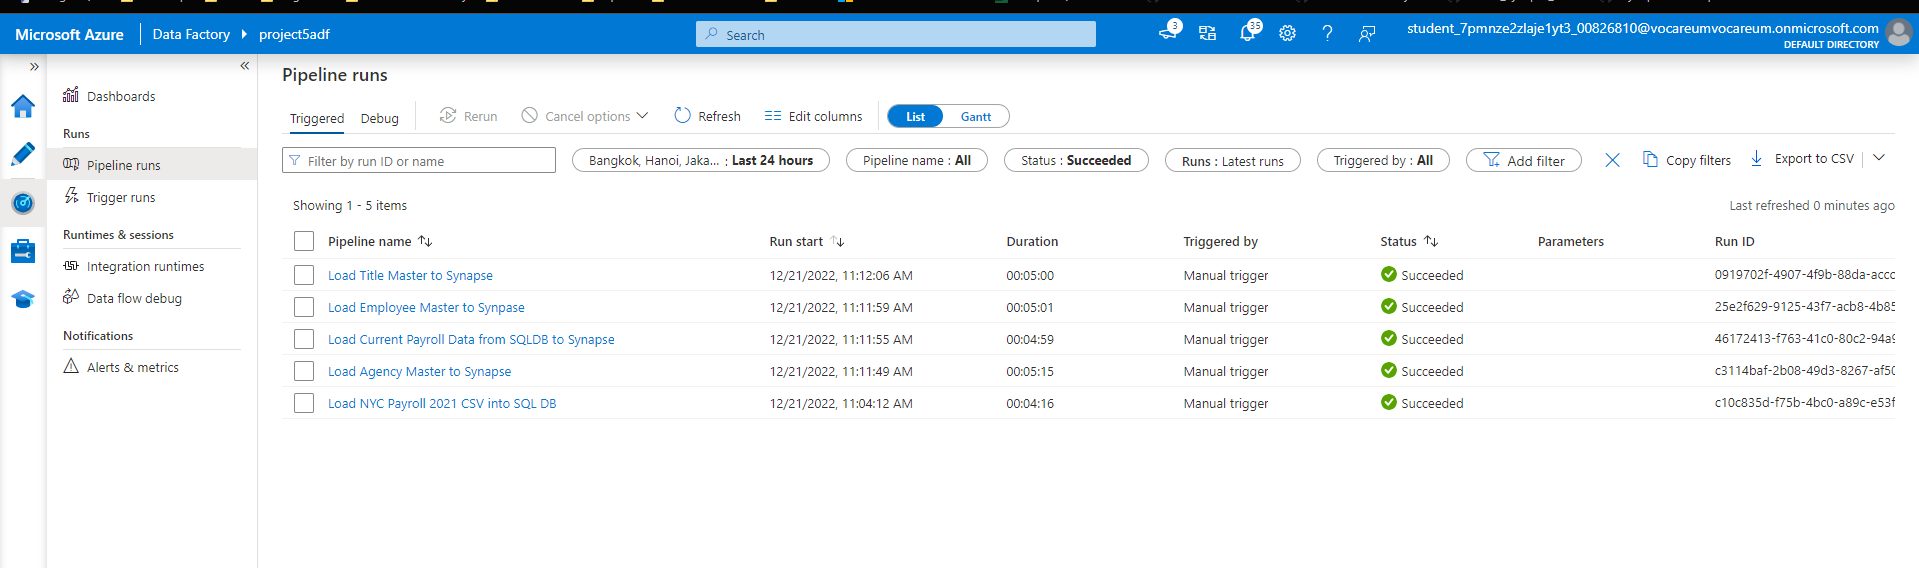 Microsoft Azure Data Factory project5adf Search 3 35 student_7pmnze2zlaje1yt3_00826810@vocareumvocareum.onmicrosoft.com
DEFAULT DIRECTORY
Dashboards
Runs
Pipeline runs
Trigger runs
Runtimes & sessions
Integration runtimes
Data flow debug
Notifications
Alerts & metrics
Pipeline runs
Triggered Debug Rerun Cancel options Refresh Edit columns List Gantt
Filter by run ID or name Bangkok, Hanoi, Jaka... : Last 24 hours Pipeline name : All Status : Succeeded Runs : Latest runs Triggered by : All Add filter Copy filters Export to CSV
Showing 1 - 5 items Last refreshed 0 minutes ago
Pipeline name Run start Duration Triggered by Status Parameters Run ID
Load Title Master to Synapse 12/21/2022, 11:12:06 AM 00:05:00 Manual trigger Succeeded 0919702f-4907-4f9b-88da-accc
Load Employee Master to Synpase 12/21/2022, 11:11:59 AM 00:05:01 Manual trigger Succeeded 25e2f629-9125-43f7-acb8-4b85
Load Current Payroll Data from SQLDB to Synapse 12/21/2022, 11:11:55 AM 00:04:59 Manual trigger Succeeded 46172413-f763-41c0-80c2-94a9
Load Agency Master to Synapse 12/21/2022, 11:11:49 AM 00:05:15 Manual trigger Succeeded c3114baf-2b08-49d3-8267-af50
Load NYC Payroll 2021 CSV into SQL DB 12/21/2022, 11:04:12 AM 00:04:16 Manual trigger Succeeded c10c835d-f75b-4bc0-a89c-e53f